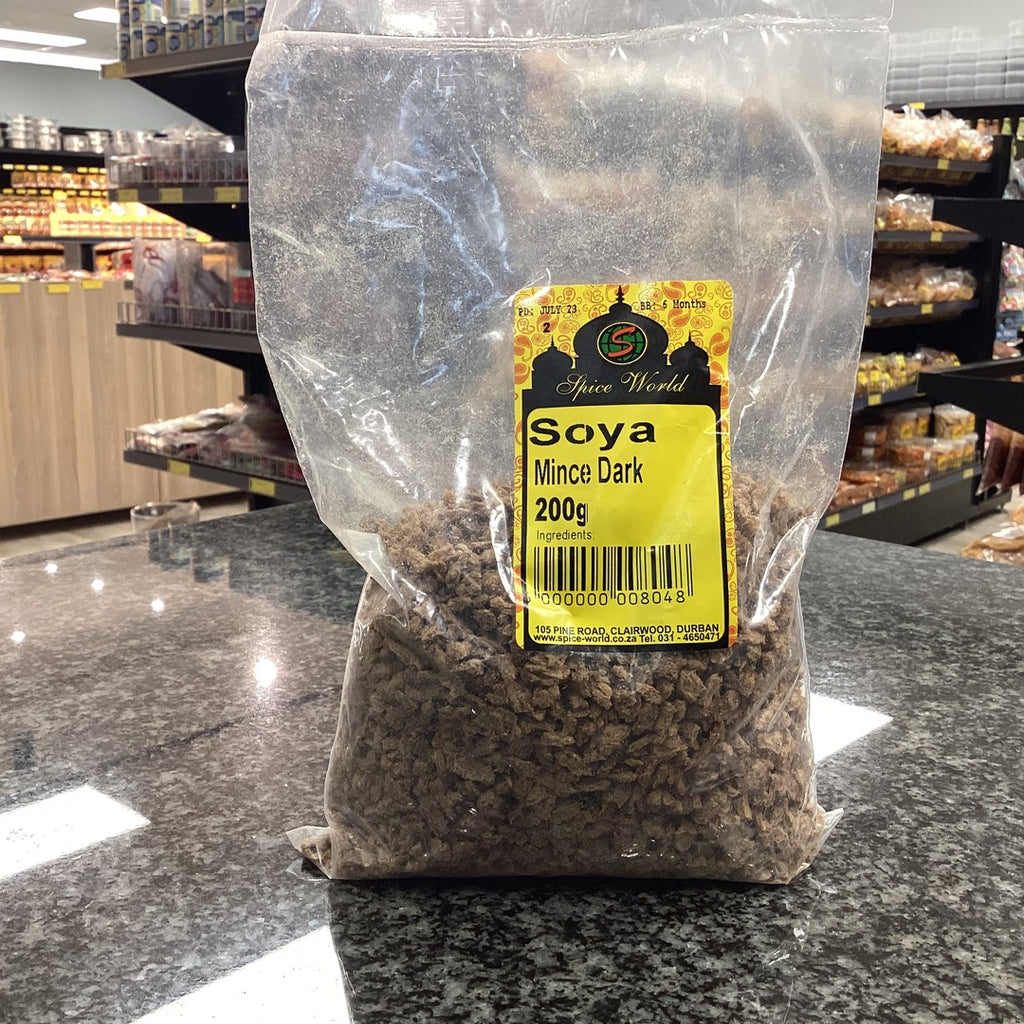 PD: JULY 23 BB: 6 Months
2
S
Spice World
Soya
Mince Dark
200g
Ingredients:
000000 008048
105 PINE ROAD, CLAIRWOOD, DURBAN
www.spice-world.co.za Tel. 031 - 4650471